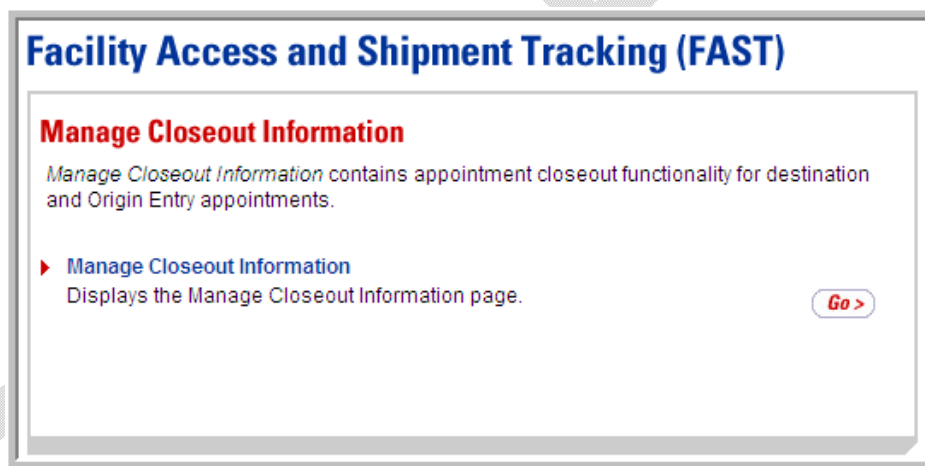 Facility Access and Shipment Tracking (FAST)
Manage Closeout Information
Manage Closeout Information contains appointment closeout functionality for destination
and Origin Entry appointments.
Manage Closeout Information
Displays the Manage Closeout Information page.
Go >